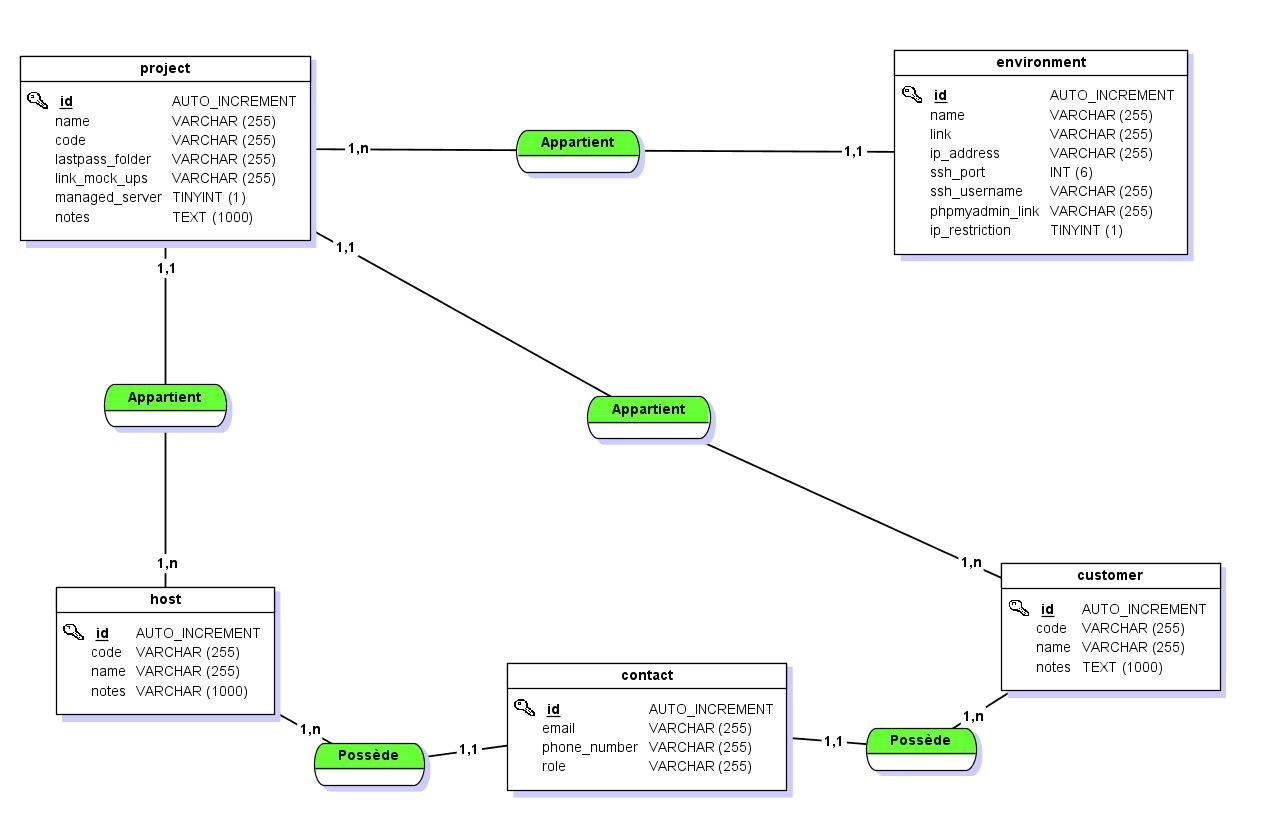 project
id AUTO_INCREMENT
name VARCHAR (255)
code VARCHAR (255)
lastpass_folder VARCHAR (255)
link_mock_ups VARCHAR (255)
managed_server TINYINT (1)
notes TEXT (1000)
1,n
Appartient
1,1
environment
id AUTO_INCREMENT
name VARCHAR (255)
link VARCHAR (255)
ip_address VARCHAR (255)
ssh_port INT (6)
ssh_username VARCHAR (255)
phpmyadmin_link VARCHAR (255)
ip_restriction TINYINT (1)
1,1
Appartient
1,n
1,1
Appartient
1,n
host
id AUTO_INCREMENT
code VARCHAR (255)
name VARCHAR (255)
notes VARCHAR (1000)
customer
id AUTO_INCREMENT
code VARCHAR (255)
name VARCHAR (255)
notes TEXT (1000)
1,n
Possède
1,1
contact
id AUTO_INCREMENT
email VARCHAR (255)
phone_number VARCHAR (255)
role VARCHAR (255)
1,1
Possède
1,n